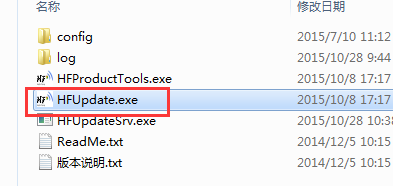 名称 修改日期
config 2015/7/10 11:12
log 2015/10/28 9:44
HFProductTools.exe 2015/10/8 17:17
HFUpdate.exe 2015/10/8 17:17
HFUpdateSrv.exe 2015/10/28 10:38
ReadMe.txt 2014/12/5 10:15
版本说明.txt 2014/12/5 10:15